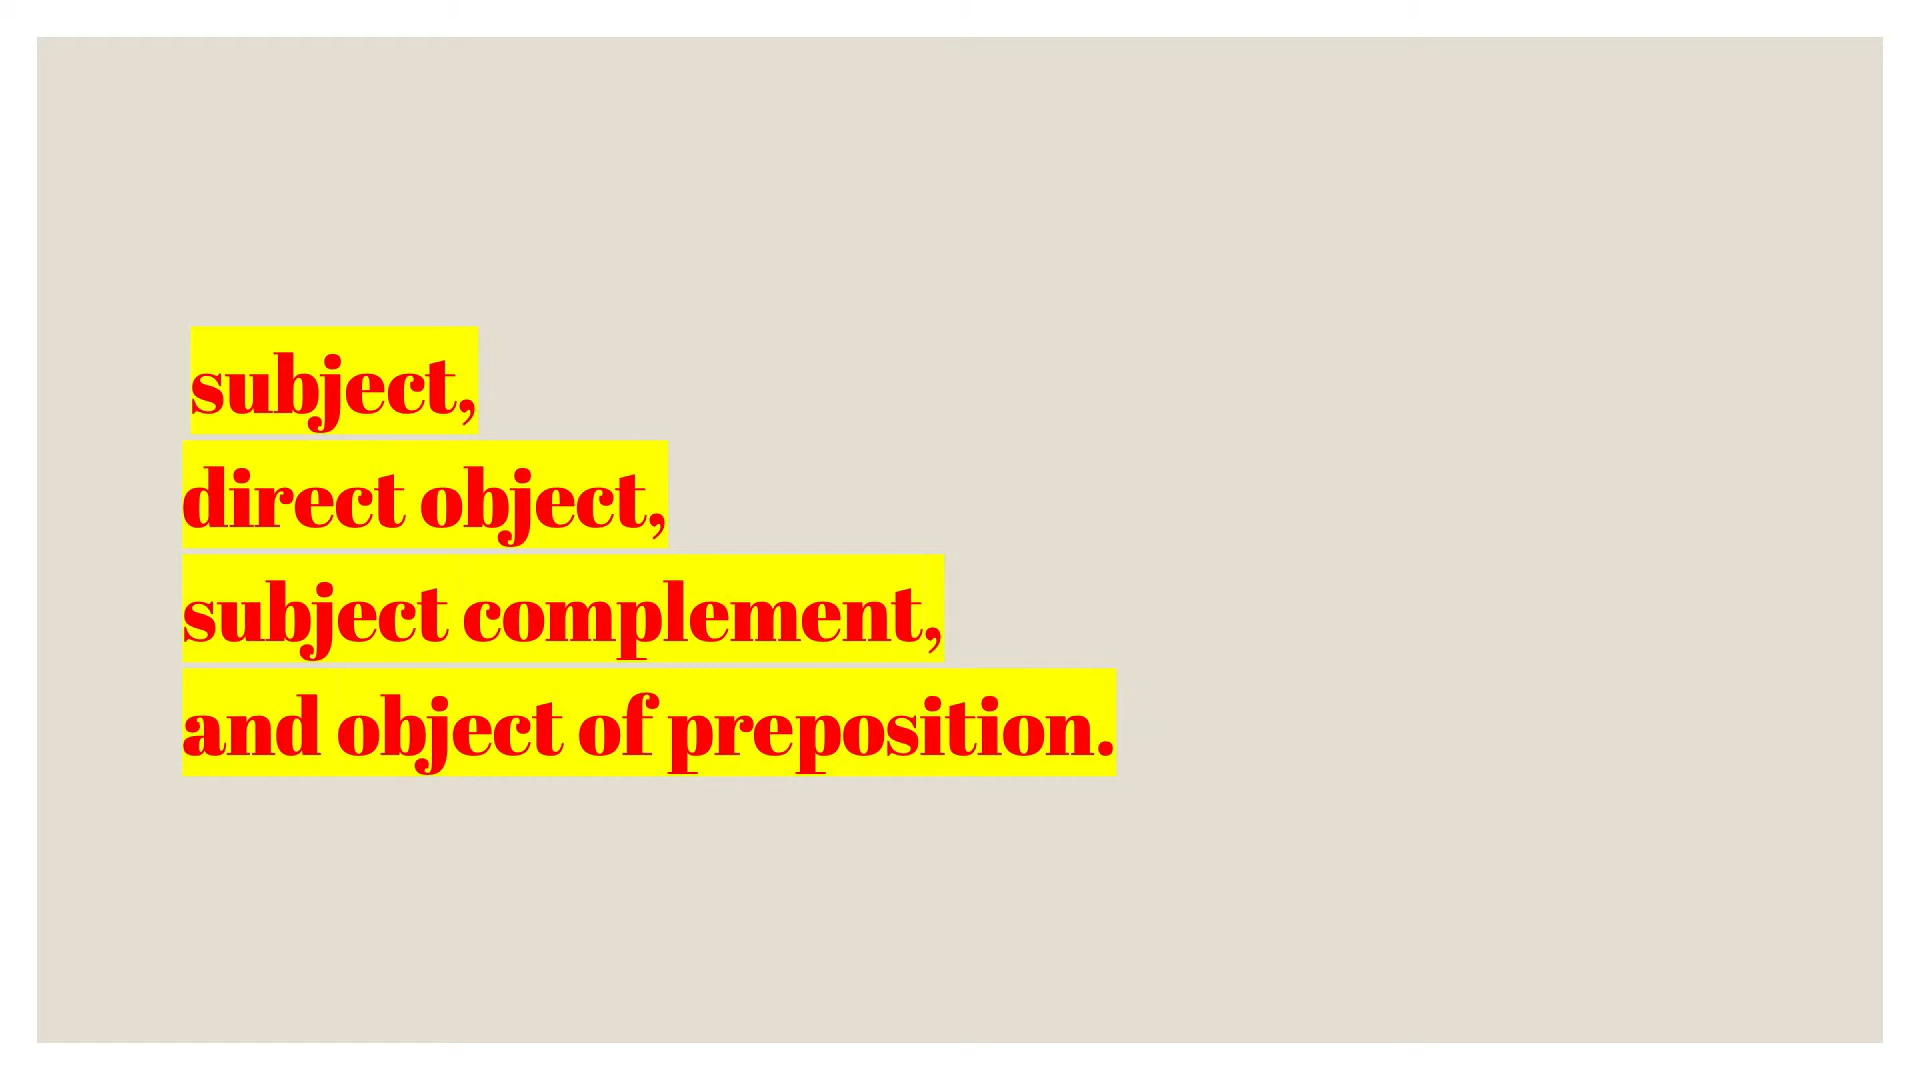 subject,
direct object,
subject complement,
and object of preposition.